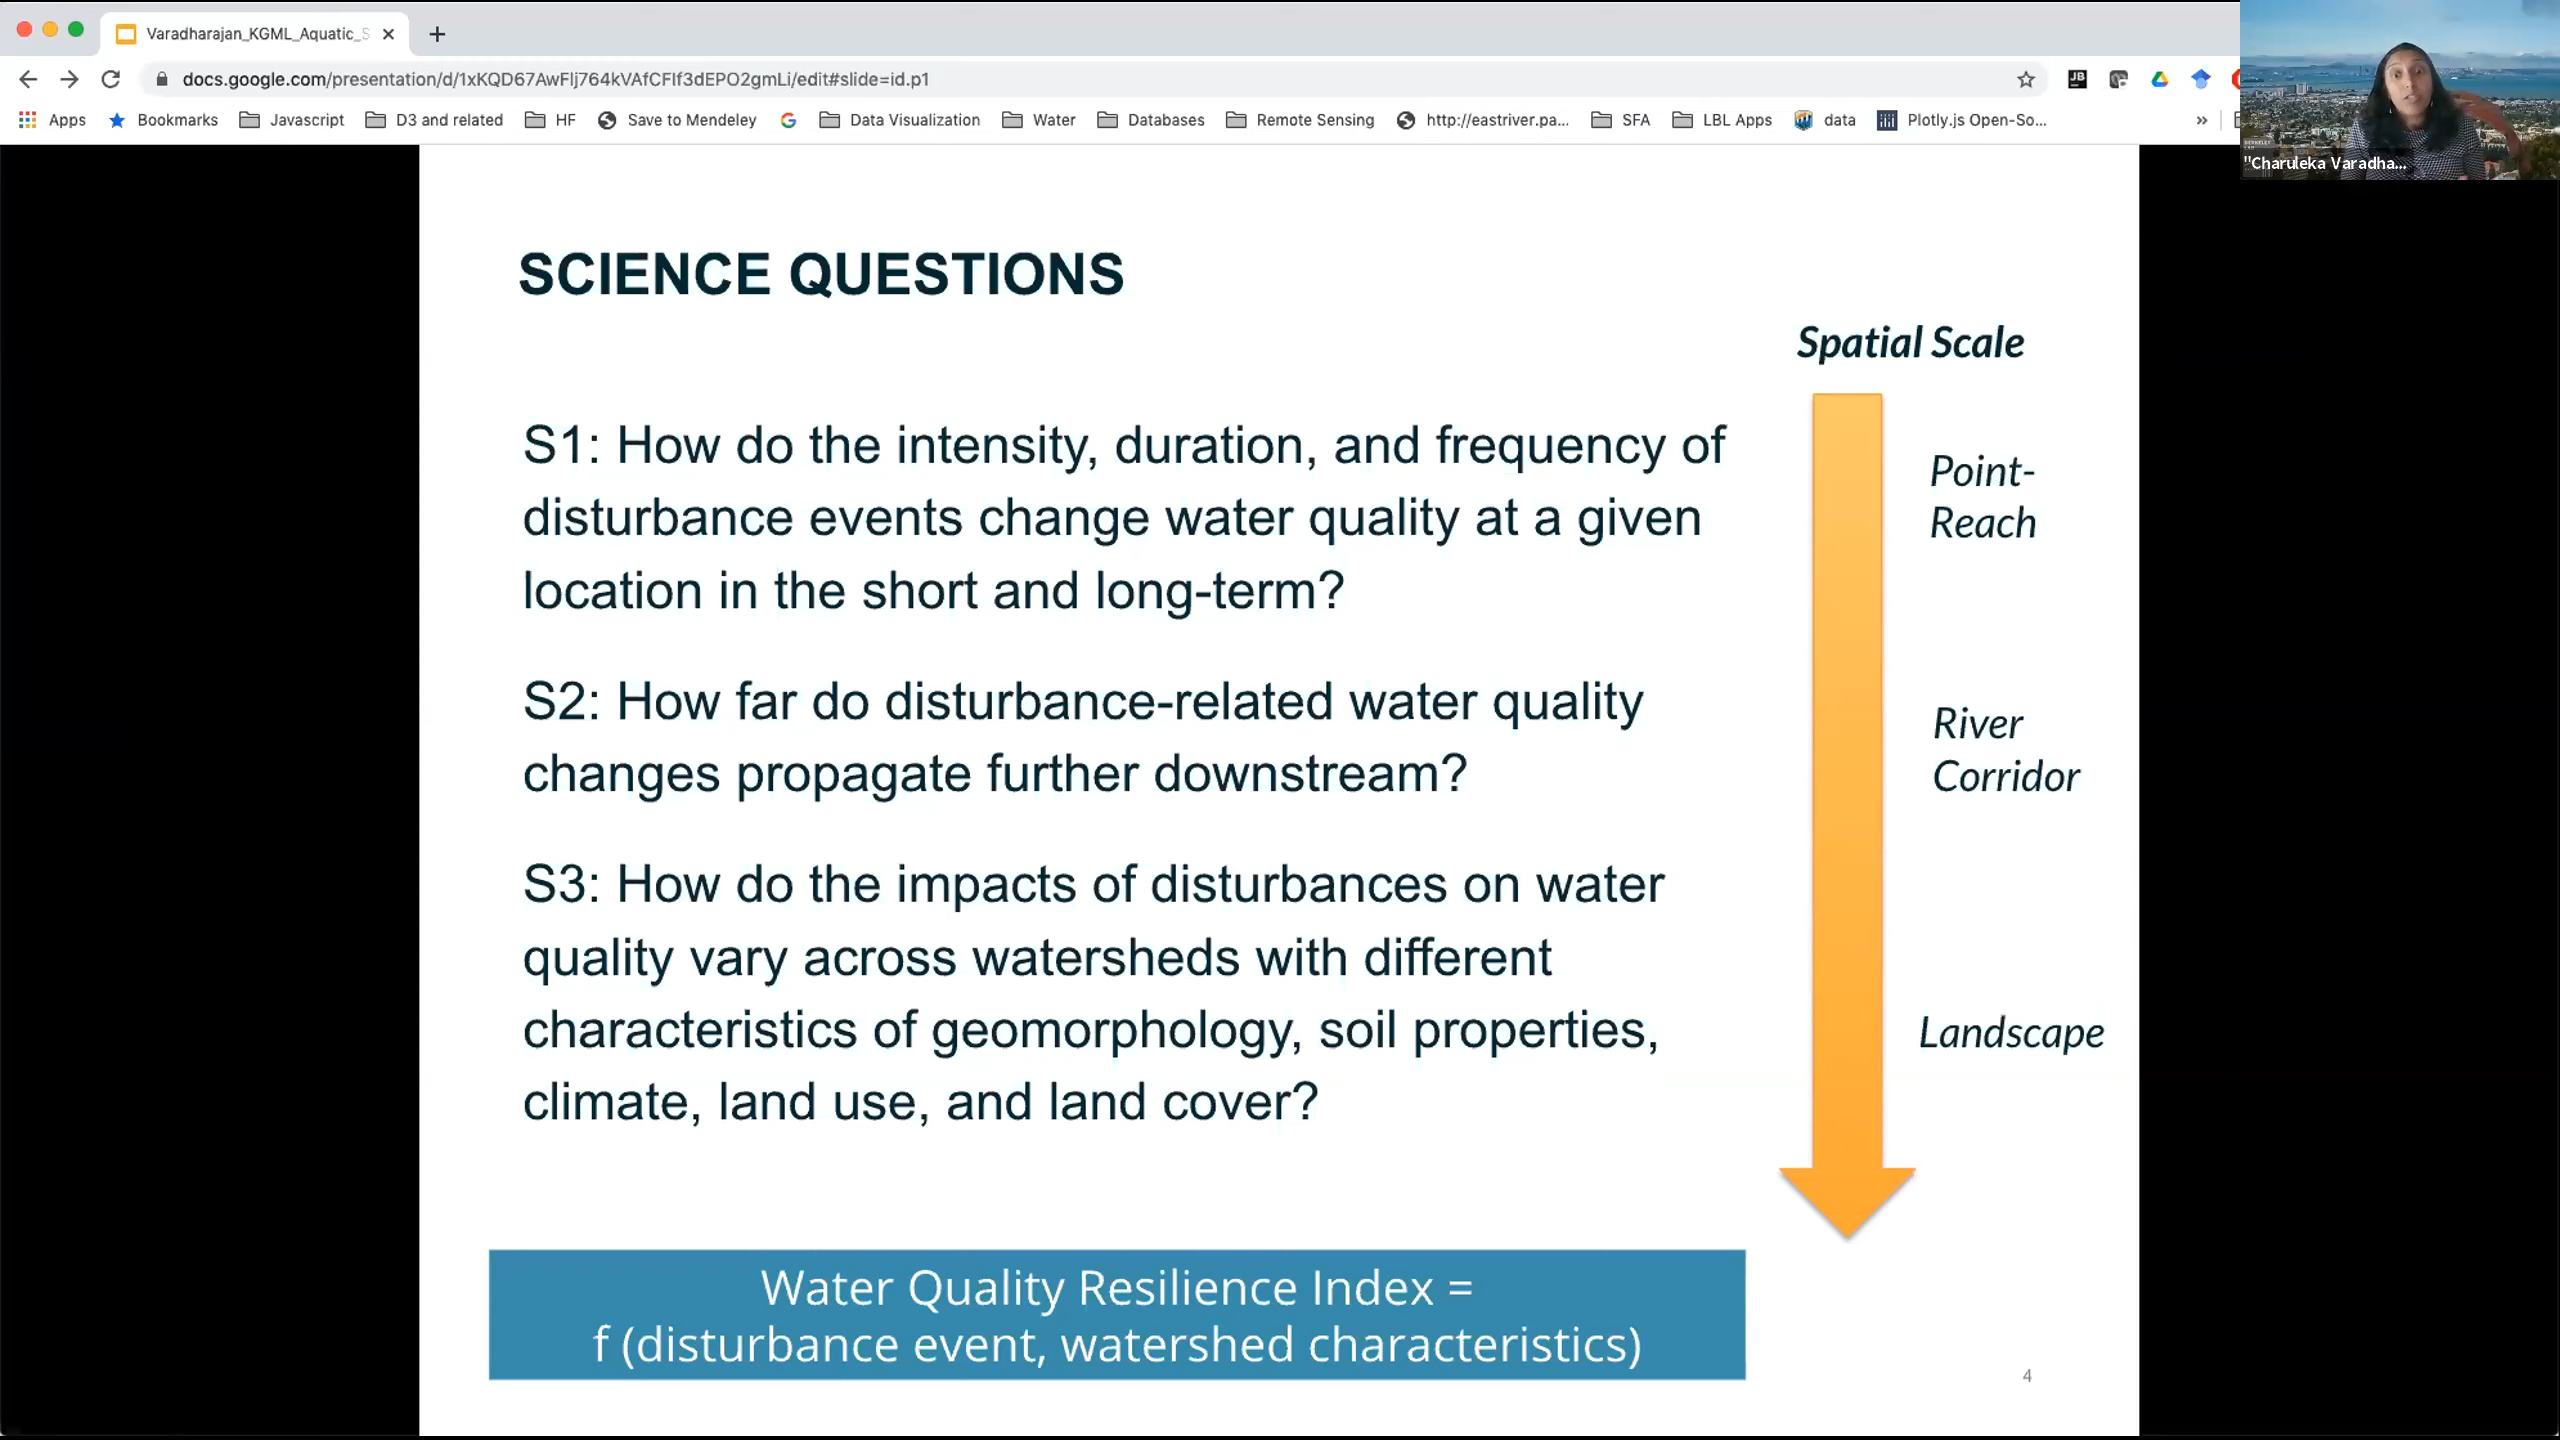 Varadharajan_KGML_Aquatic_S
docs.google.com/presentation/d/1xKQD67AwFlj764kVAfCFIf3dEPO2gmLi/edit#slide=id.p1
Apps Bookmarks Javascript D3 and related HF Save to Mendeley Data Visualization Water Databases Remote Sensing http://eastriver.pa... SFA LBL Apps data Plotly.js Open-So... »
"Charuleka Varadha...
SCIENCE QUESTIONS
Spatial Scale
S1: How do the intensity, duration, and frequency of
disturbance events change water quality at a given
location in the short and long-term?
Point-
Reach
S2: How far do disturbance-related water quality
changes propagate further downstream?
River
Corridor
S3: How do the impacts of disturbances on water
quality vary across watersheds with different
characteristics of geomorphology, soil properties,
climate, land use, and land cover?
Landscape
Water Quality Resilience Index =
f (disturbance event, watershed characteristics)
4